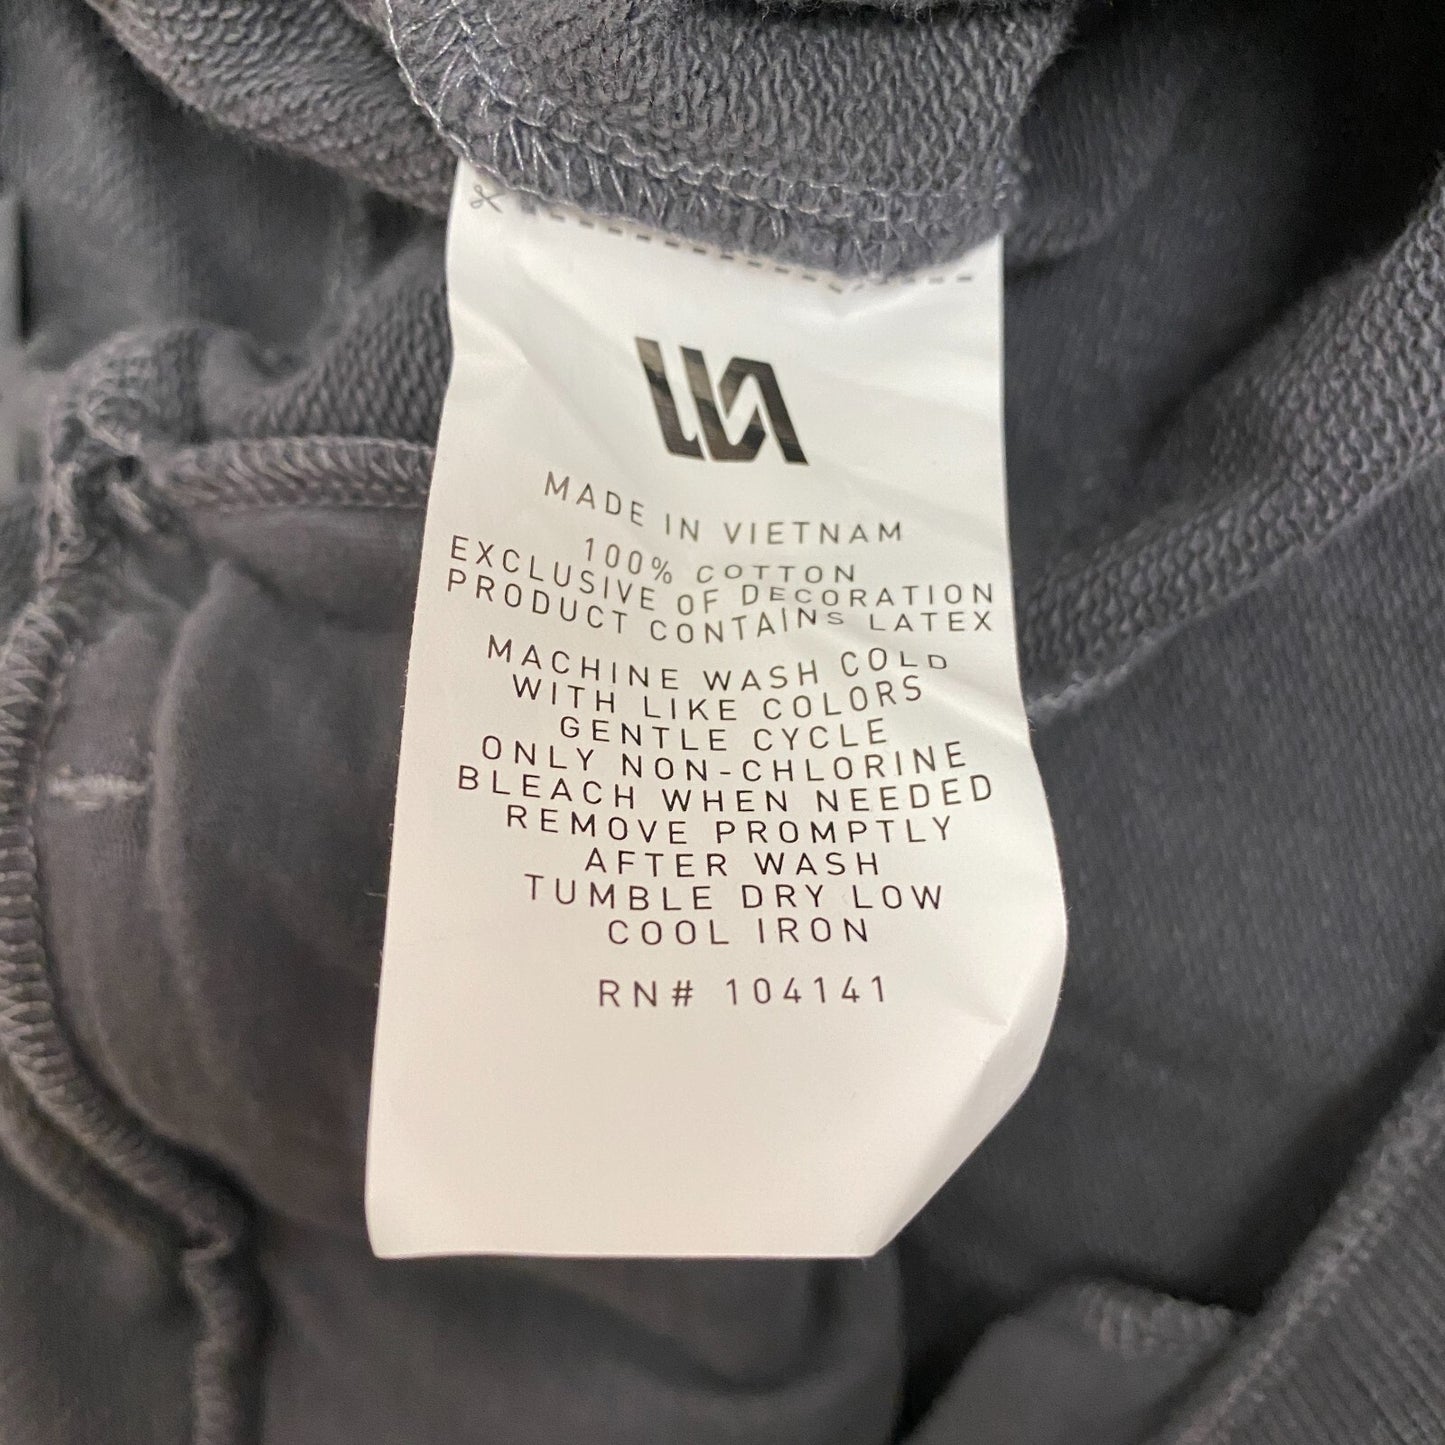 MADE IN VIETNAM
100% COTTON
EXCLUSIVE OF DECORATION
PRODUCT CONTAINS LATEX
MACHINE WASH COLD
WITH LIKE COLORS
GENTLE CYCLE
ONLY NON-CHLORINE
BLEACH WHEN NEEDED
REMOVE PROMPTLY
AFTER WASH
TUMBLE DRY LOW
COOL IRON
RN# 104141